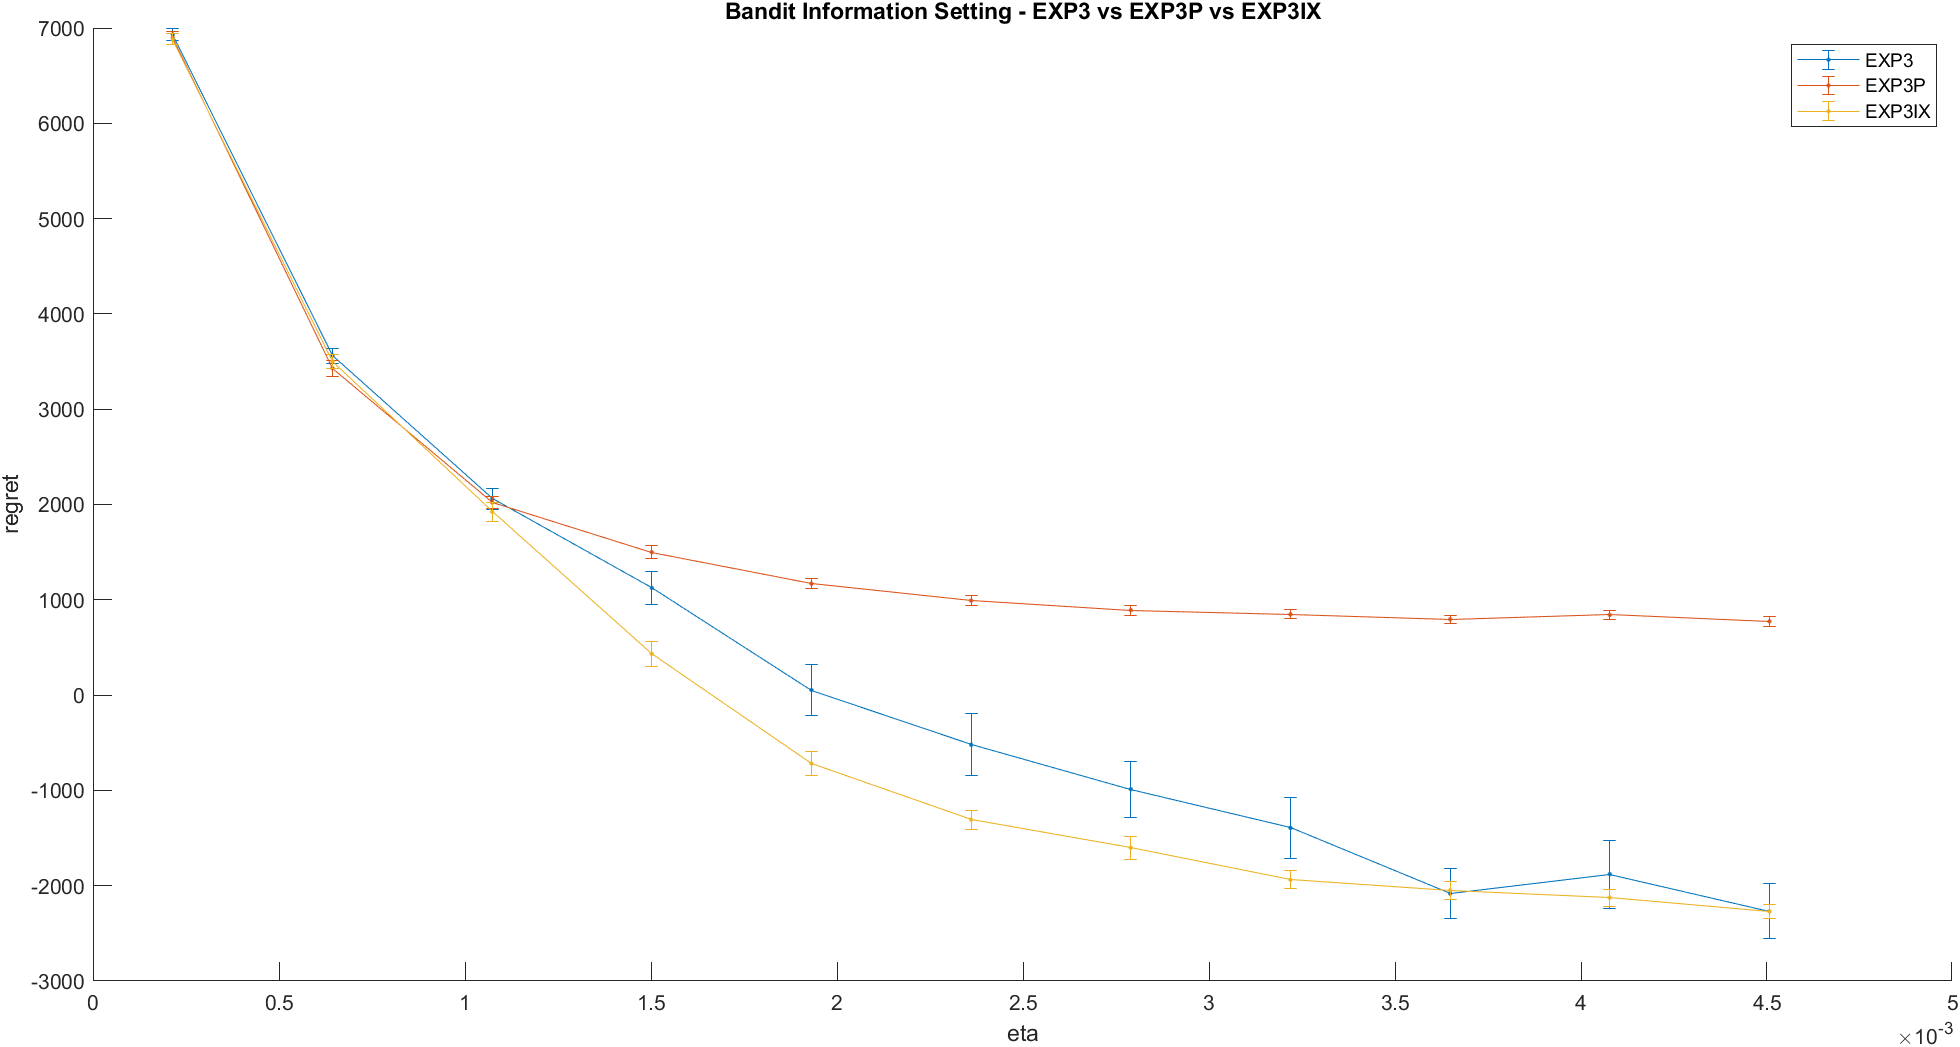 Bandit Information Setting - EXP3 vs EXP3P vs EXP3IX
EXP3
EXP3P
EXP3IX
7000
6000
5000
4000
3000
2000
1000
0
-1000
-2000
-3000
regret
0 0.5 1 1.5 2 2.5 3 3.5 4 4.5 5
eta
×10-3